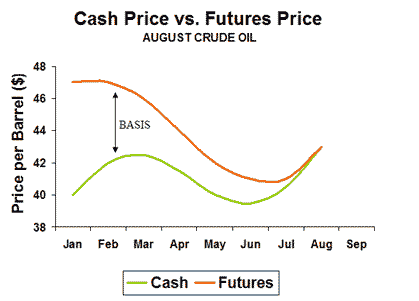 Cash Price vs. Futures Price
AUGUST CRUDE OIL
Price per Barrel ($)
48
46
44
42
40
38
BASIS
Jan Feb Mar Apr May Jun Jul Aug Sep
Cash Futures